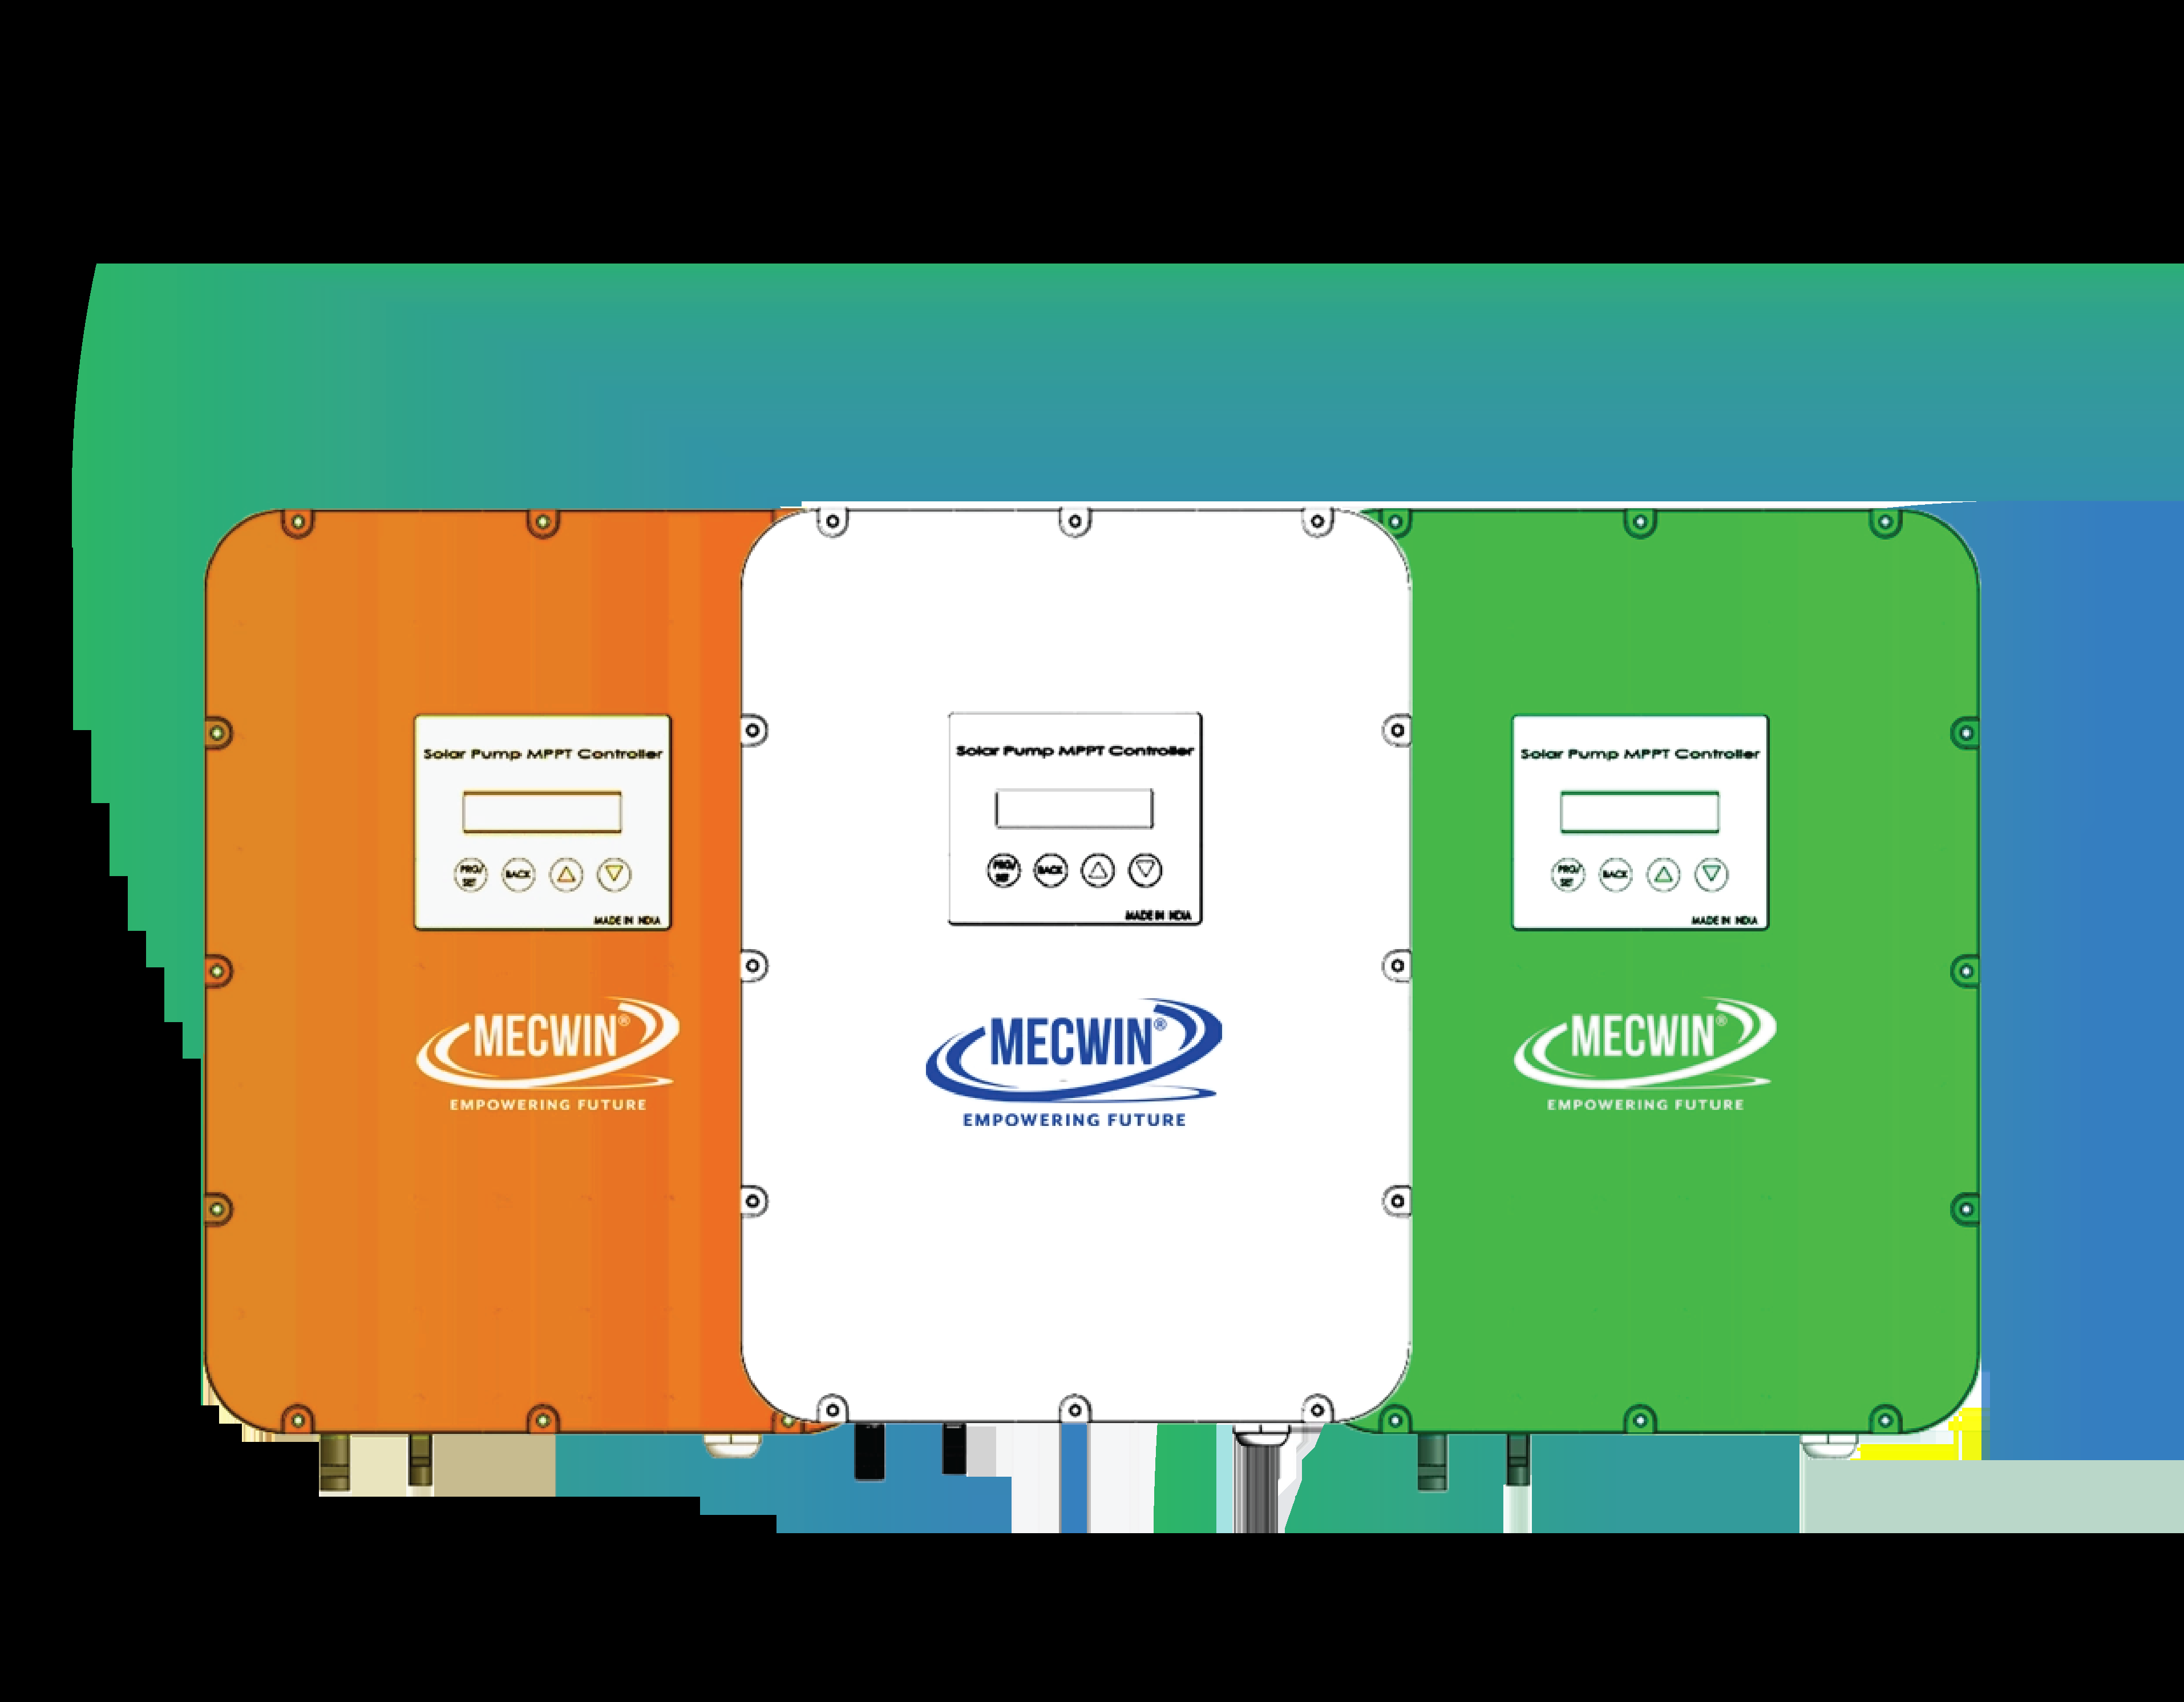 Solar Pump MPPT Controller
PRG/
SET
BACK
MADE IN INDIA
MECWIN®
EMPOWERING FUTURE
Solar Pump MPPT Controller
PRG/
SET
BACK
MADE IN INDIA
MECWIN®
EMPOWERING FUTURE
Solar Pump MPPT Controller
PRG/
SET
BACK
MADE IN INDIA
MECWIN®
EMPOWERING FUTURE